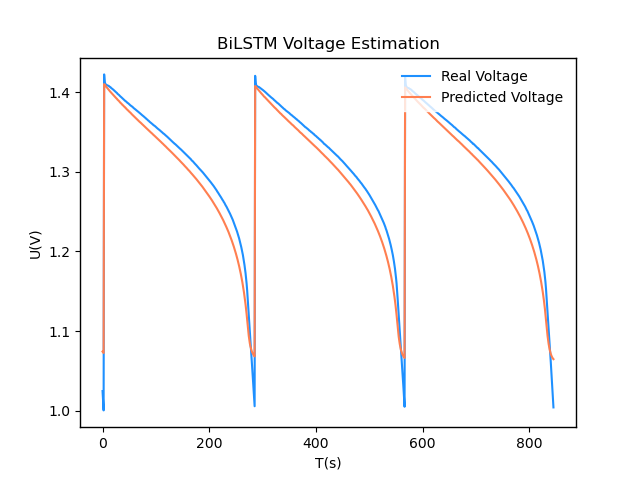 BiLSTM Voltage Estimation
Real Voltage
Predicted Voltage
U(V)
1.4
1.3
1.2
1.1
1.0
0
200
400
600
800
T(s)